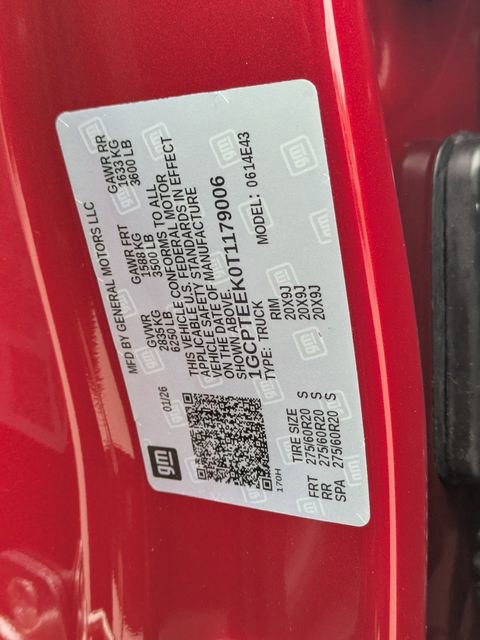 gm
01/26
MFD BY GENERAL MOTORS LLC
GVWR GAWR FRT GAWR RR
2835 KG 1588 KG 1633 KG
6250 LB 3500 LB 3600 LB
THIS VEHICLE CONFORMS TO ALL
APPLICABLE U.S. FEDERAL MOTOR
VEHICLE SAFETY STANDARDS IN EFFECT
ON THE DATE OF MANUFACTURE
SHOWN ABOVE.
1GCPTEEK0T1179006
TYPE: TRUCK MODEL: 0614E43
170H
TIRE SIZE RIM
FRT 275/60R20 S 20X9J
RR 275/60R20 S 20X9J
SPA 275/60R20 S 20X9J